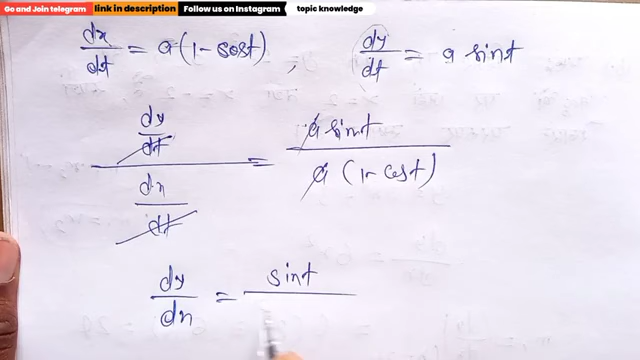 Go and Join telegram link in description Follow us on Instagram topic knowledge
dx/dt = a(1-cost), dy/dt = a sint
(dy/dt)/(dx/dt) = a sint/a(1-cost)
dy/dx = sint/